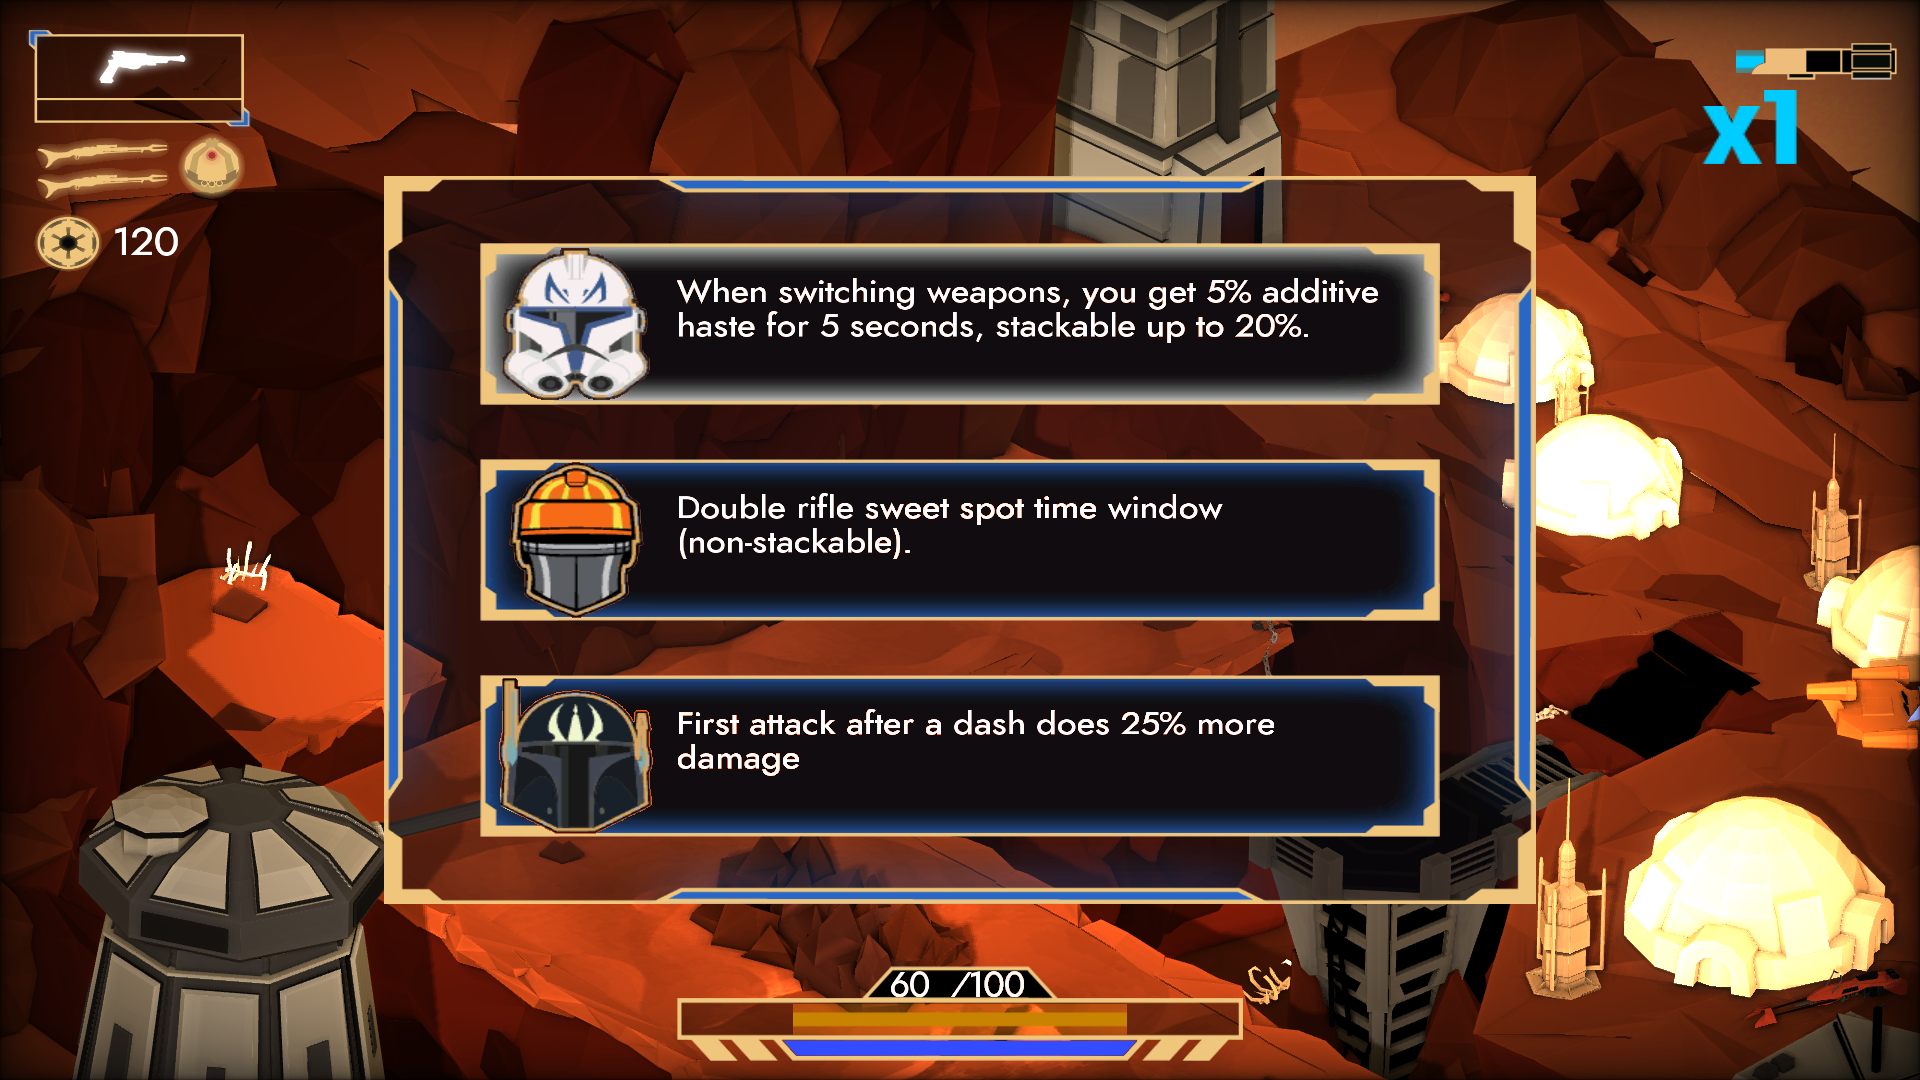 x1
120
When switching weapons, you get 5% additive
haste for 5 seconds, stackable up to 20%.
Double rifle sweet spot time window
(non-stackable).
First attack after a dash does 25% more
damage
60 /100